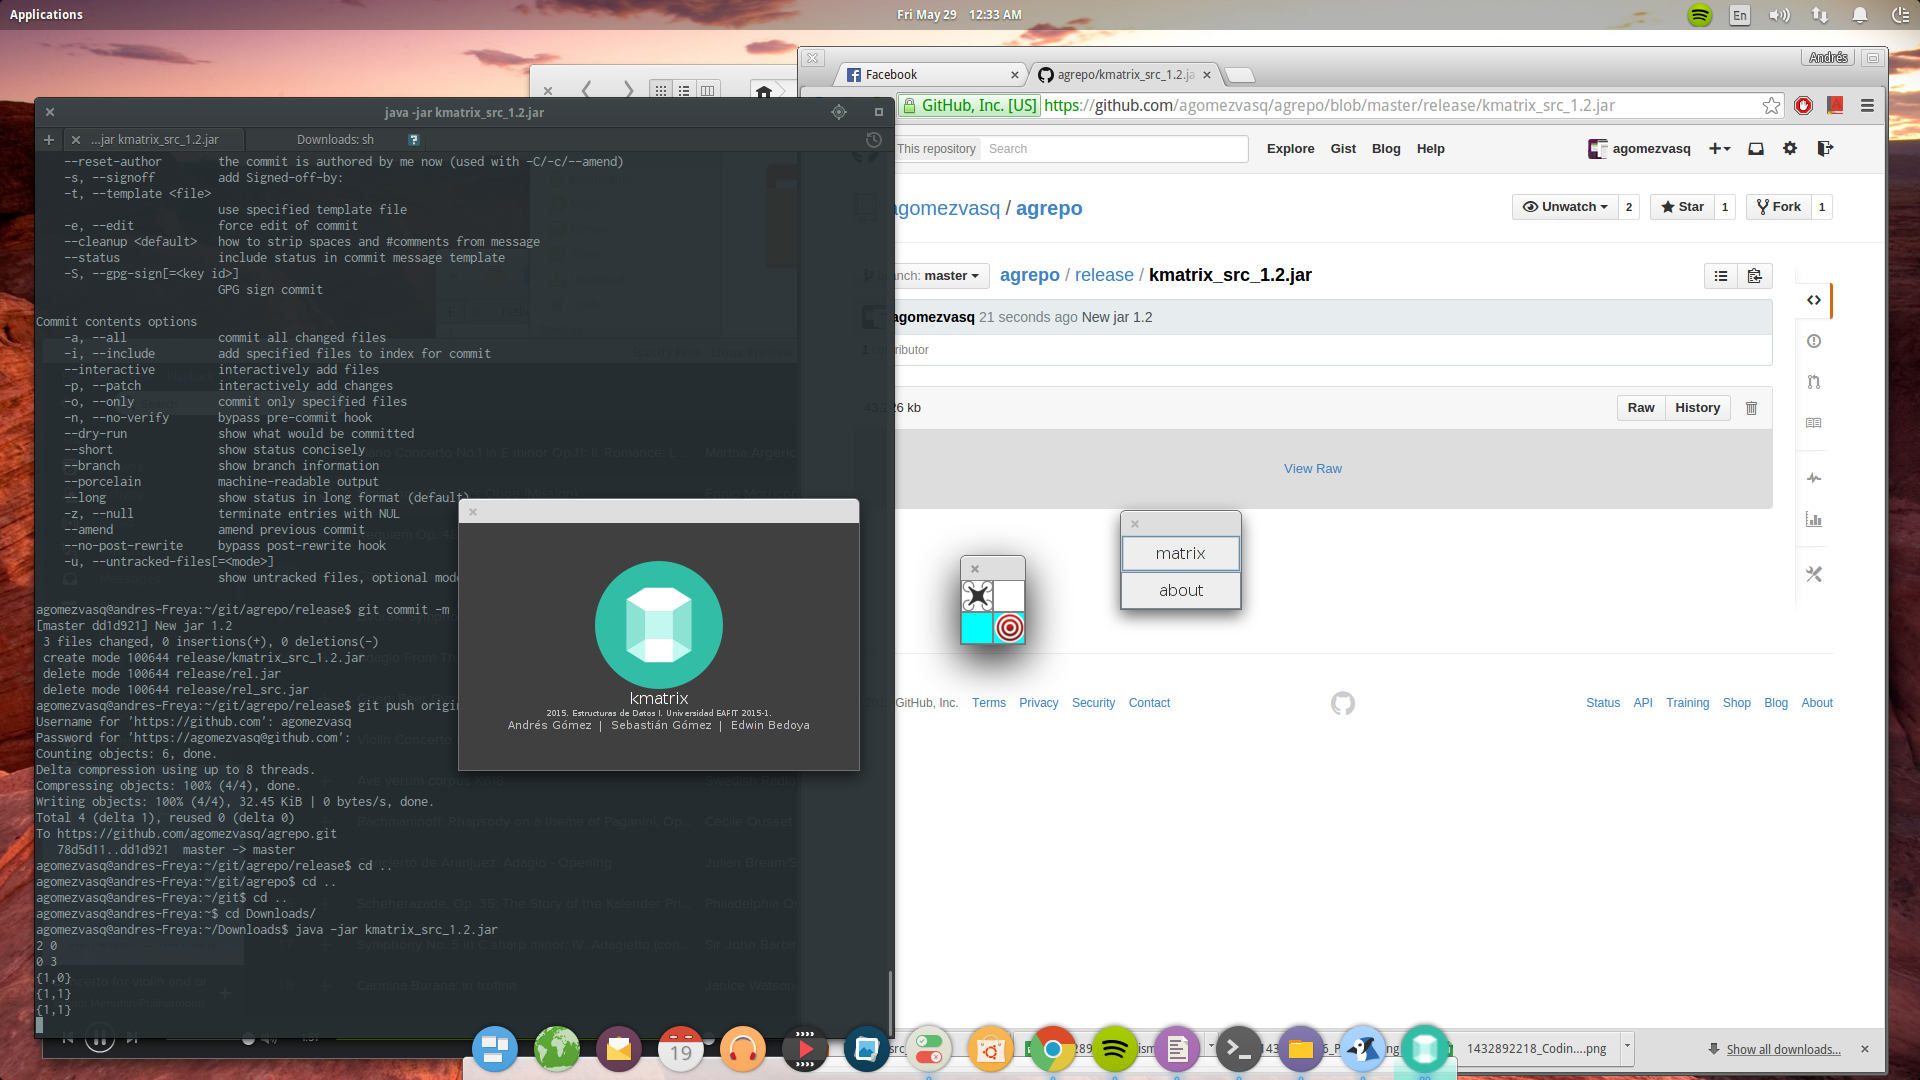 Applications
Fri May 29 12:33 AM
En
Andrés
Facebook
agrepo/kmatrix_src_1.2.ja
GitHub, Inc. [US] https://github.com/agomezvasq/agrepo/blob/master/release/kmatrix_src_1.2.jar
This repository Search
Explore Gist Blog Help
agomezvasq
agomezvasq / agrepo
Unwatch 2
Star 1
Fork 1
branch: master
agrepo / release / kmatrix_src_1.2.jar
agomezvasq 21 seconds ago New jar 1.2
kb
Raw History
View Raw
GitHub, Inc. Terms Privacy Security Contact
Status API Training Shop Blog About
java -jar kmatrix_src_1.2.jar
...jar kmatrix_src_1.2.jar
Downloads: sh
--reset-author the commit is authored by me now (used with -C/-c/--amend)
-s, --signoff add Signed-off-by:
-t, --template <file>
use specified template file
-e, --edit force edit of commit
--cleanup <default> how to strip spaces and #comments from message
--status include status in commit message template
-S, --gpg-sign[=<key id>]
GPG sign commit
Commit contents options
-a, --all commit all changed files
-i, --include add specified files to index for commit
--interactive interactively add files
-p, --patch interactively add changes
-o, --only commit only specified files
-n, --no-verify bypass pre-commit hook
--dry-run show what would be committed
--short show status concisely
--branch show branch information
--porcelain machine-readable output
--long show status in long format (default)
-z, --null terminate entries with NUL
--amend amend previous commit
--no-post-rewrite bypass post-rewrite hook
-u, --untracked-files[=<mode>]
show untracked files, optional mode
agomezvasq@andres-Freya:~/git/agrepo/release$ git commit -m
[master dd1d921] New jar 1.2
3 files changed, 0 insertions(+), 0 deletions(-)
create mode 100644 release/kmatrix_src_1.2.jar
delete mode 100644 release/rel.jar
delete mode 100644 release/rel_src.jar
agomezvasq@andres-Freya:~/git/agrepo/release$ git push origin
Username for 'https://github.com': agomezvasq
Password for 'https://agomezvasq@github.com':
Counting objects: 6, done.
Delta compression using up to 8 threads.
Compressing objects: 100% (4/4), done.
Writing objects: 100% (4/4), 32.45 KiB | 0 bytes/s, done.
Total 4 (delta 1), reused 0 (delta 0)
To https://github.com/agomezvasq/agrepo.git
78d5d11..dd1d921 master -> master
agomezvasq@andres-Freya:~/git/agrepo/release$ cd ..
agomezvasq@andres-Freya:~/git/agrepo$ cd ..
agomezvasq@andres-Freya:~/git$ cd ..
agomezvasq@andres-Freya:~$ cd Downloads/
agomezvasq@andres-Freya:~/Downloads$ java -jar kmatrix_src_1.2.jar
2 0
0 3
{1,0}
{1,1}
{1,1}
kmatrix
2015. Estructuras de Datos I. Universidad EAFIT 2015-1.
Andrés Gómez | Sebastián Gómez | Edwin Bedoya
matrix
about
19
1432892218_Codin....png
Show all downloads...